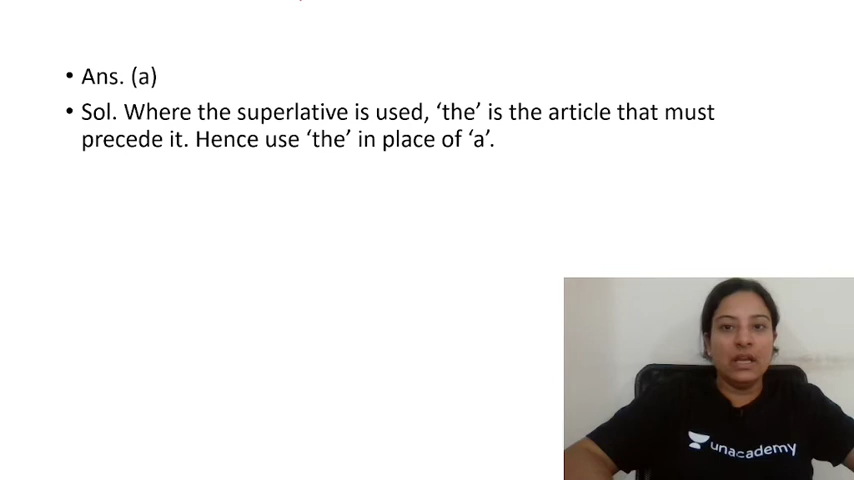 • Ans. (a)
• Sol. Where the superlative is used, ‘the’ is the article that must
precede it. Hence use ‘the’ in place of ‘a’.
unacademy